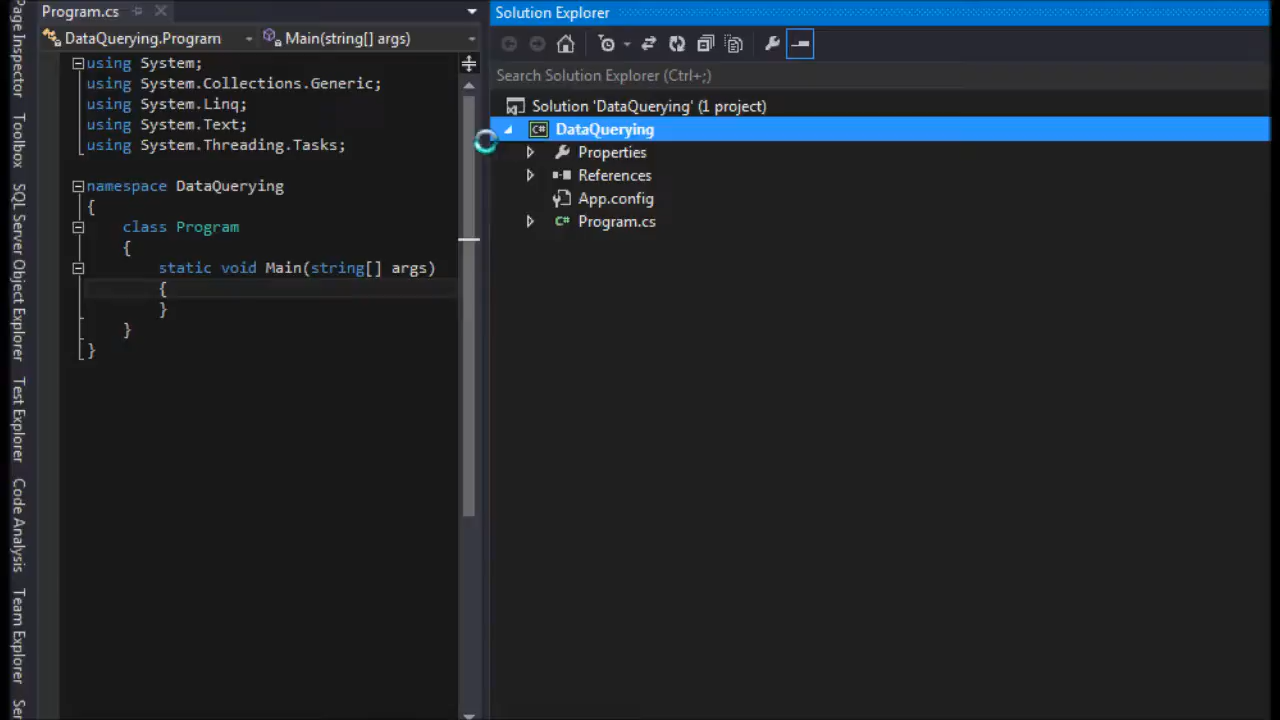 Page Inspector
Toolbox
SQL Server Object Explorer
Test Explorer
Code Analysis
Team Explorer
Ser
Program.cs
DataQuerying.Program
Main(string[] args)
using System;
using System.Collections.Generic;
using System.Linq;
using System.Text;
using System.Threading.Tasks;
namespace DataQuerying
{
class Program
{
static void Main(string[] args)
{
}
}
}
Solution Explorer
Search Solution Explorer (Ctrl+;)
Solution 'DataQuerying' (1 project)
C# DataQuerying
Properties
References
App.config
C# Program.cs